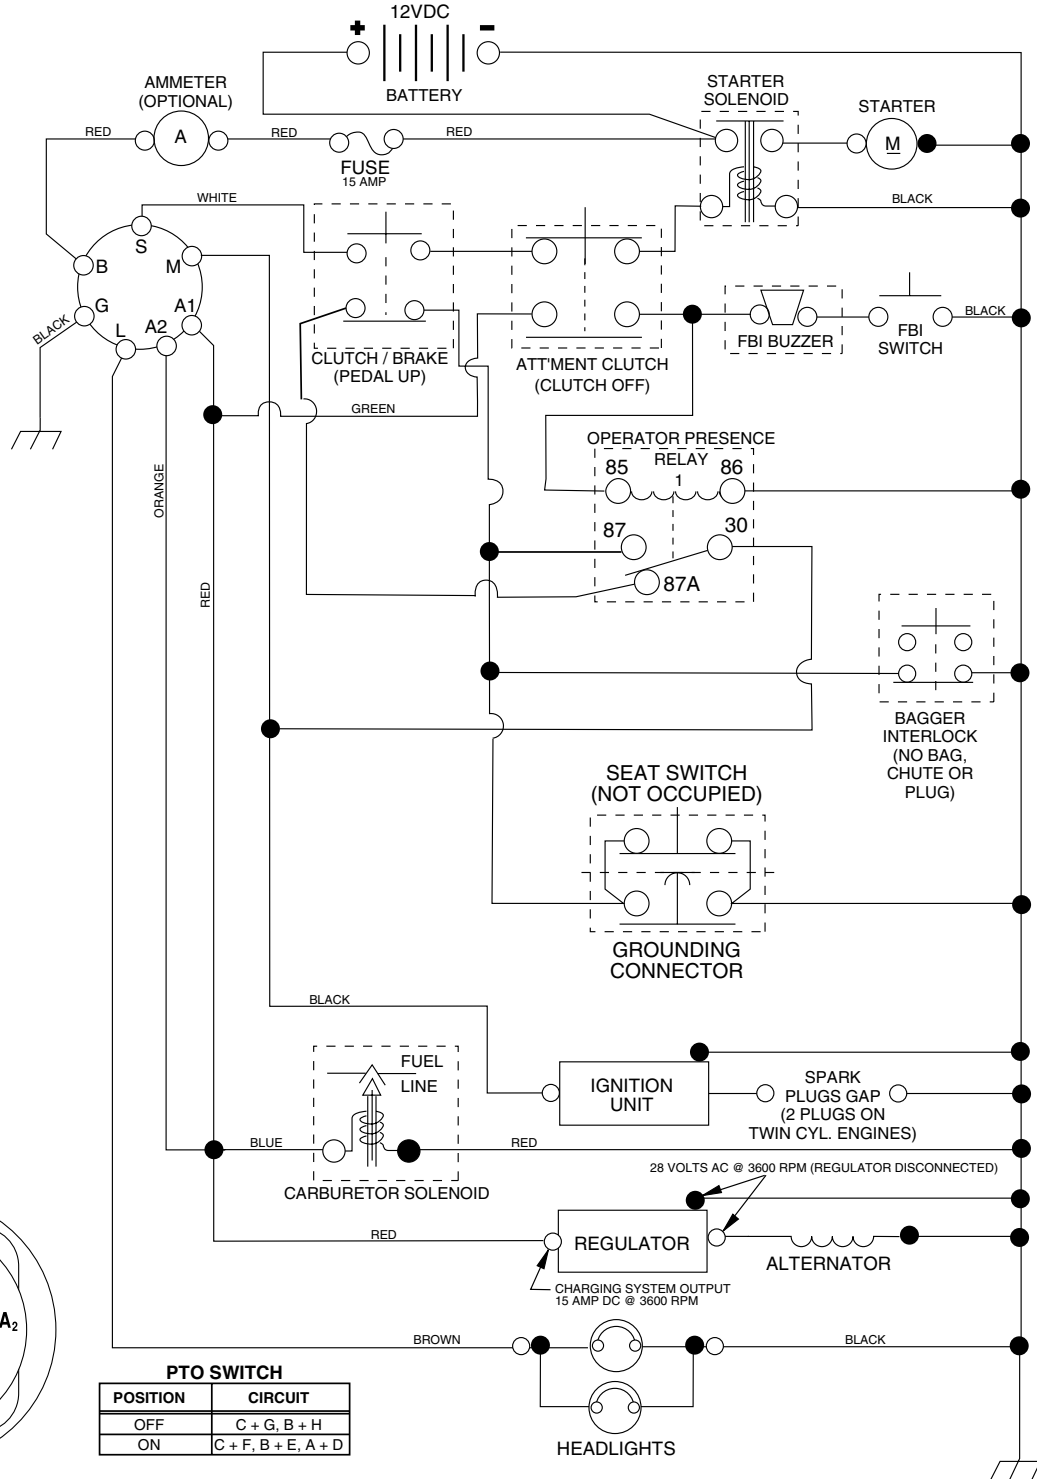 12VDC
+
-
BATTERY
AMMETER
(OPTIONAL)
A
RED
RED
RED
FUSE
15 AMP
STARTER
SOLENOID
STARTER
M
BLACK
WHITE
S
B
M
G
A1
L
A2
BLACK
CLUTCH / BRAKE
(PEDAL UP)
ATT'MENT CLUTCH
(CLUTCH OFF)
FBI BUZZER
FBI
SWITCH
BLACK
GREEN
ORANGE
RED
OPERATOR PRESENCE
RELAY
1
85
86
87
30
87A
BAGGER
INTERLOCK
(NO BAG,
CHUTE OR
PLUG)
SEAT SWITCH
(NOT OCCUPIED)
GROUNDING
CONNECTOR
BLACK
FUEL
LINE
BLUE
RED
CARBURETOR SOLENOID
IGNITION
UNIT
SPARK
PLUGS GAP
(2 PLUGS ON
TWIN CYL. ENGINES)
28 VOLTS AC @ 3600 RPM (REGULATOR DISCONNECTED)
RED
REGULATOR
ALTERNATOR
CHARGING SYSTEM OUTPUT
15 AMP DC @ 3600 RPM
A2
BROWN
BLACK
HEADLIGHTS
PTO SWITCH
POSITION CIRCUIT
OFF C + G, B + H
ON C + F, B + E, A + D